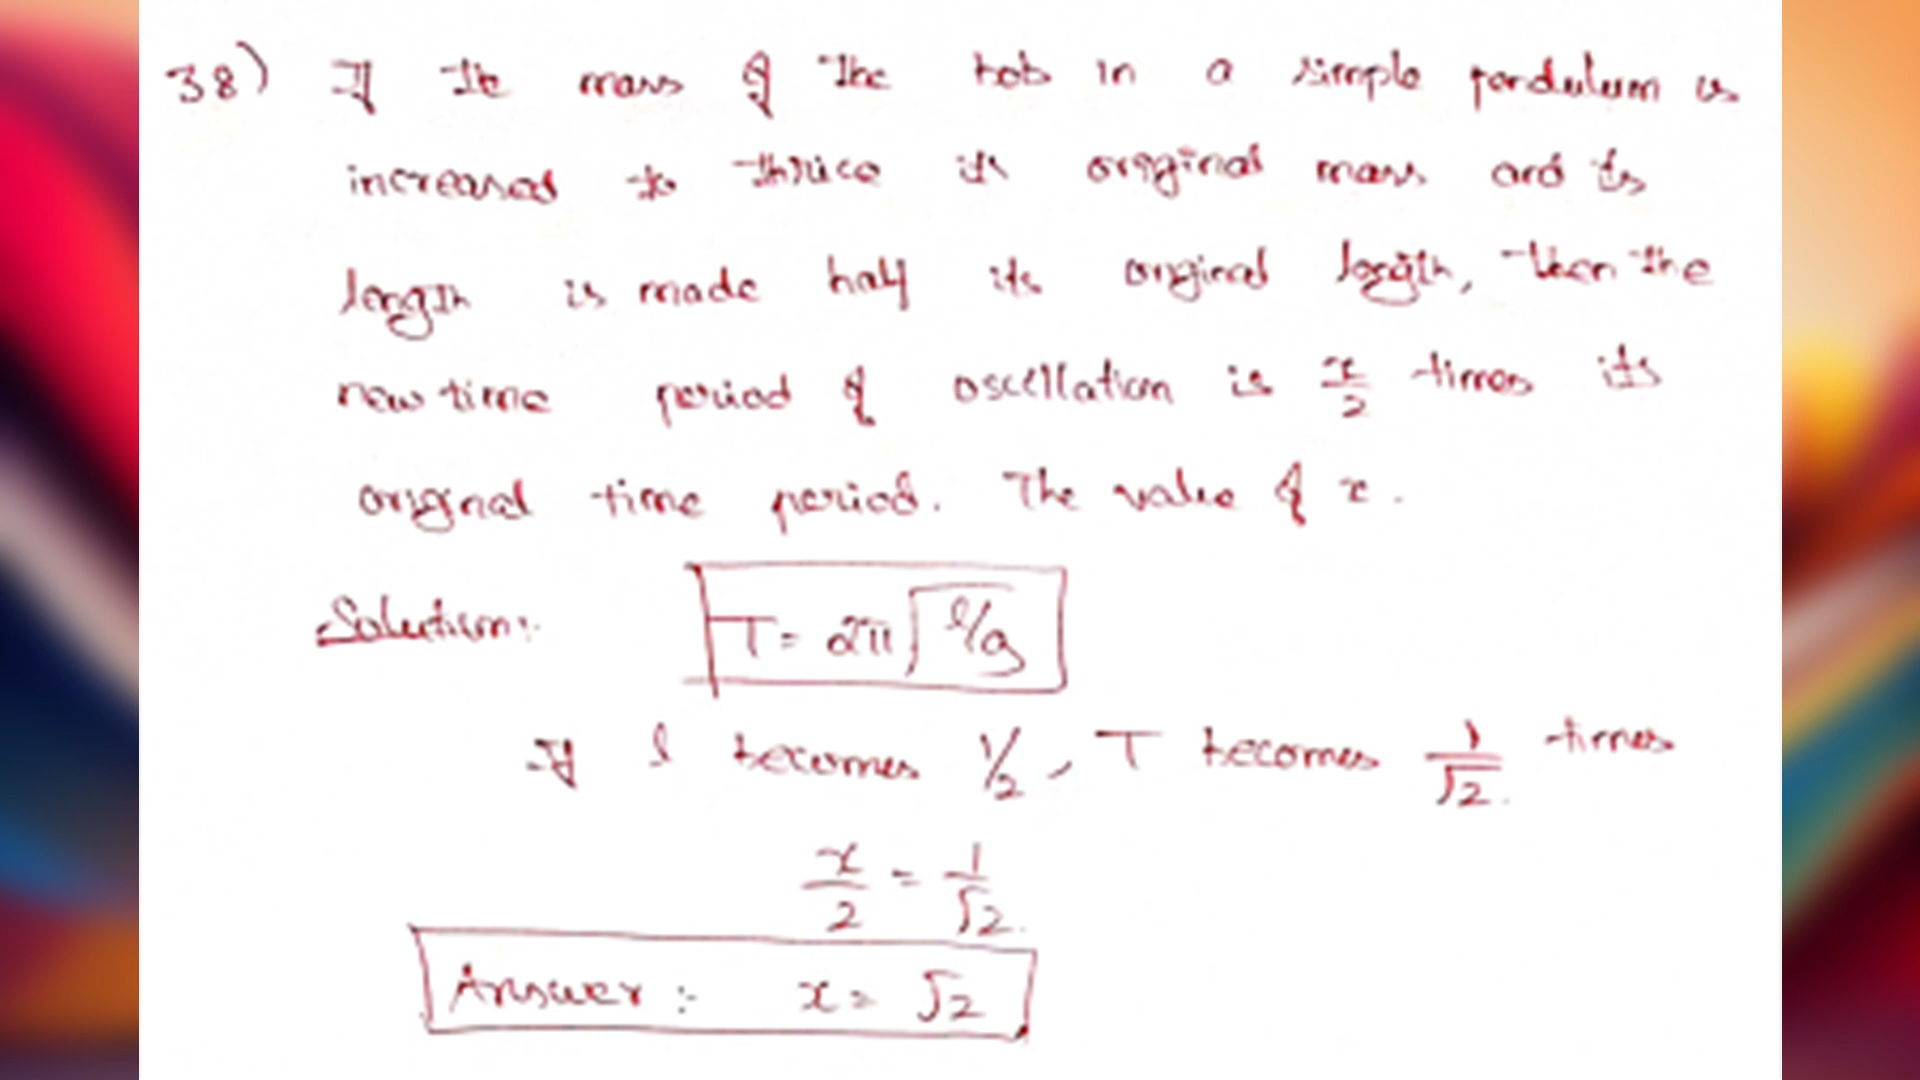 38) If the mass of the bob in a simple pendulum is
increased to thrice its original mass and its
length is made half its original length, then the
new time period of oscillation is x/2 times its
original time period. The value of x.
Solution:- T = 2π√l/g
If l becomes 1/2, T becomes 1/√2 times
x/2 = 1/√2.
Answer :- x = √2